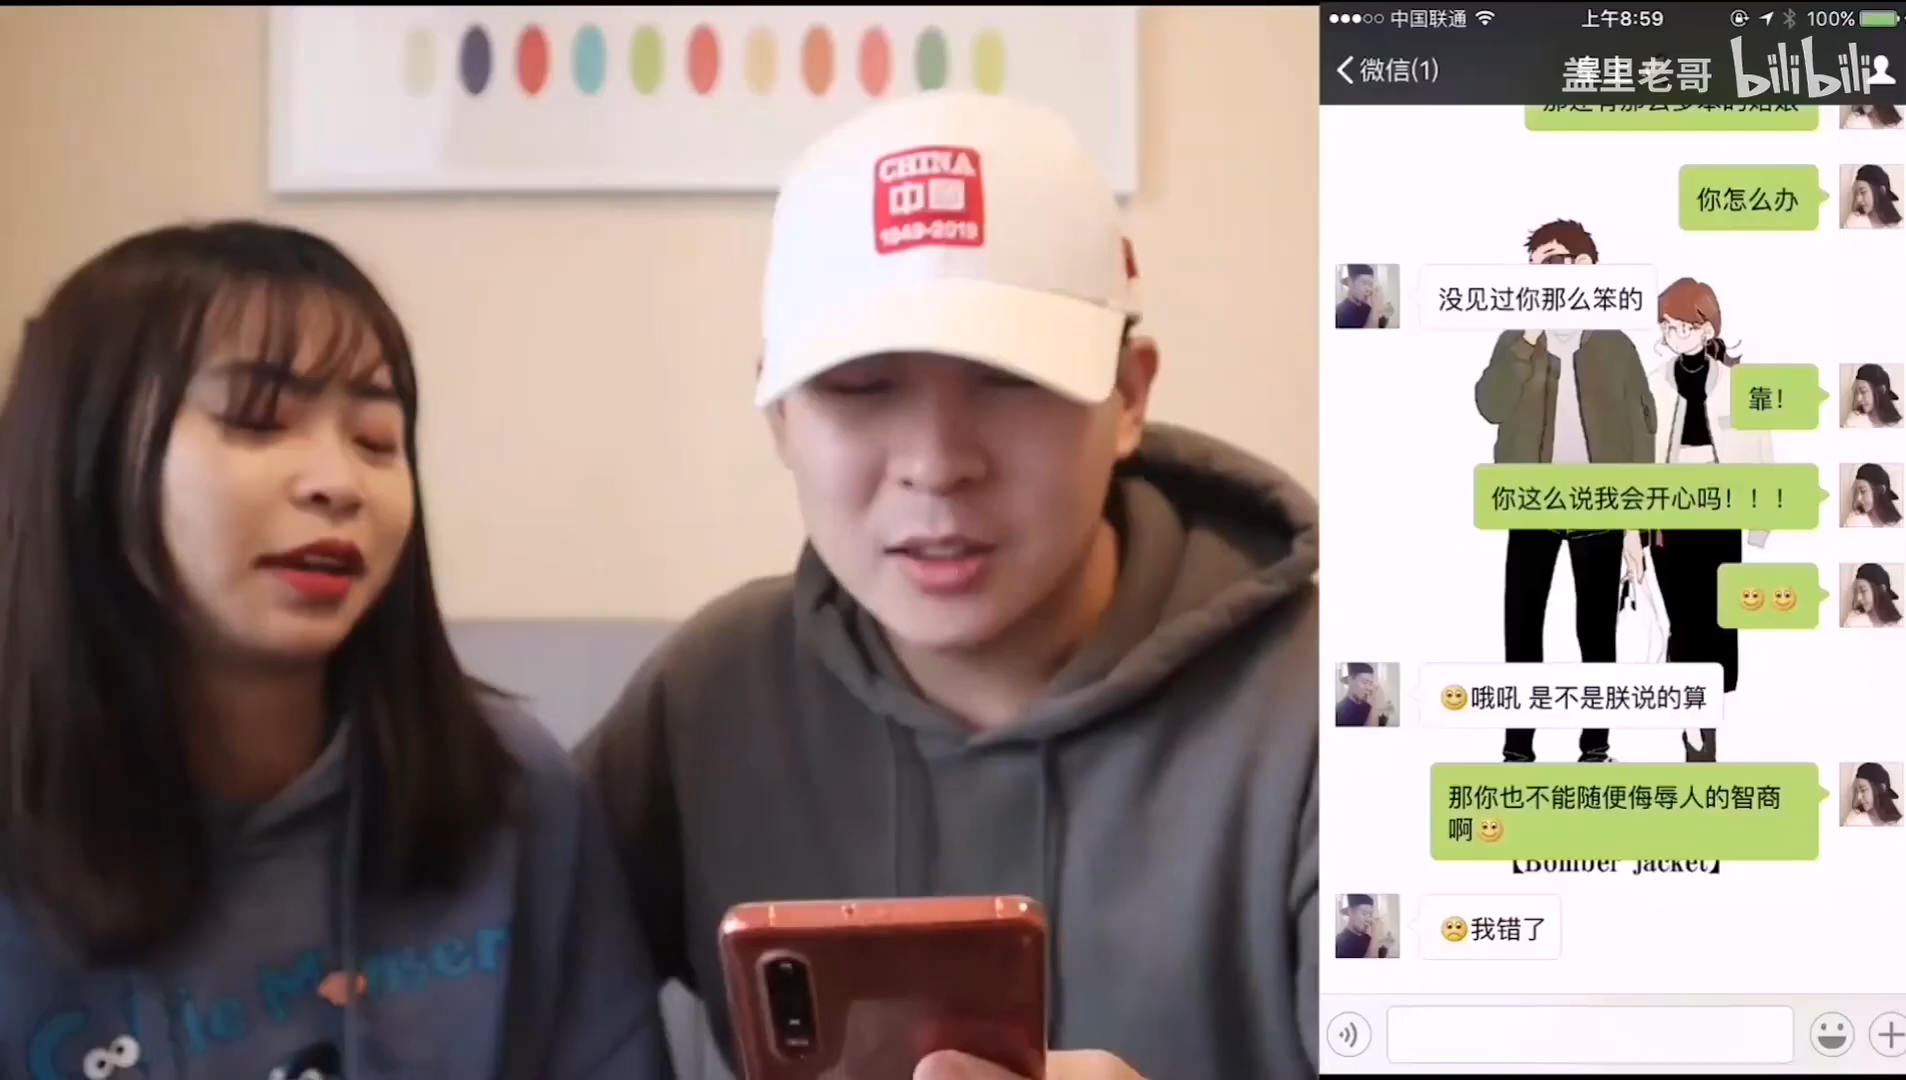 CHINA
中国
1949-2019
Cookie Monster
中国联通
上午8:59
100%
微信(1)
盖里老哥 bilibili
你怎么办
没见过你那么笨的
靠！
你这么说我会开心吗！！！
哦吼 是不是朕说的算
那你也不能随便侮辱人的智商
啊
【Bomber jacket】
我错了